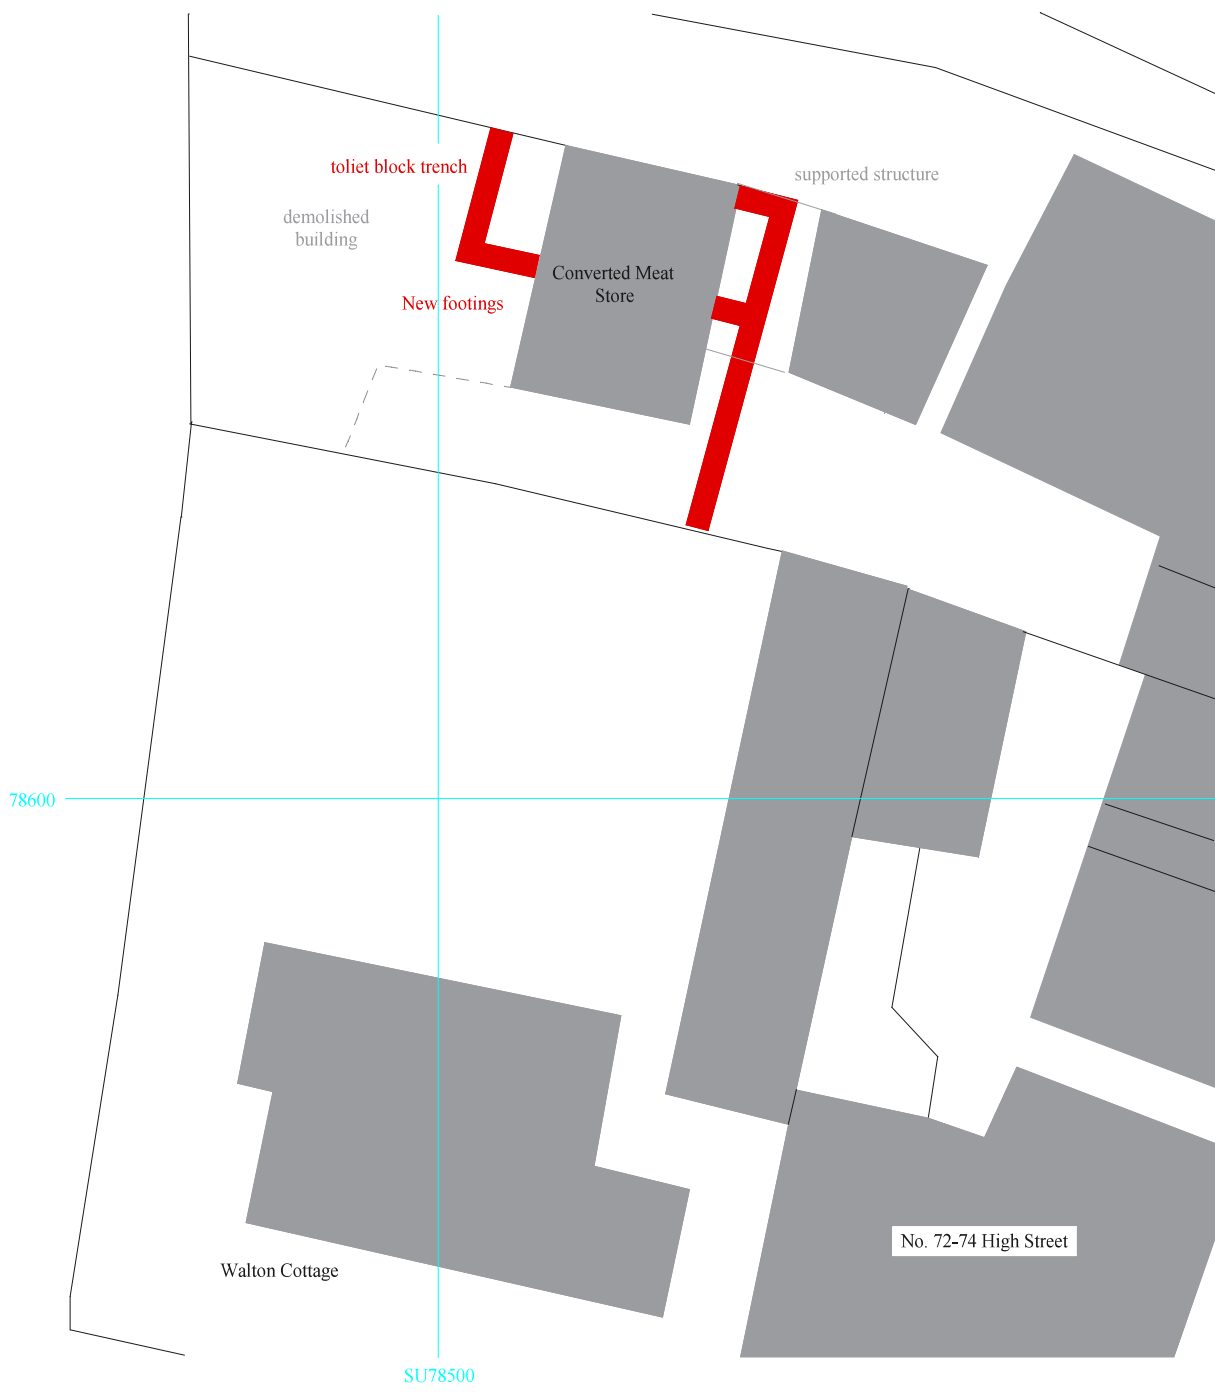 toliet block trench
supported structure
demolished
building
Converted Meat
Store
New footings
78600
No. 72-74 High Street
Walton Cottage
SU78500